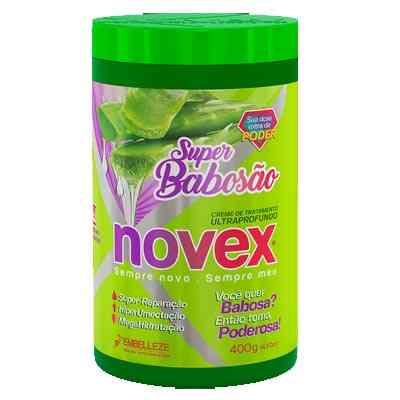 Sua dose
extra de
PODER
Super
Babosão
CREME DE TRATAMENTO
ULTRAPROFUNDO
novex
Sempre novo . Sempre meu
Super Reparação
HiperUmectação
MegaHidratação
Você quer
Babosa?
Então toma,
Poderosa!
EMBELLEZE
400g